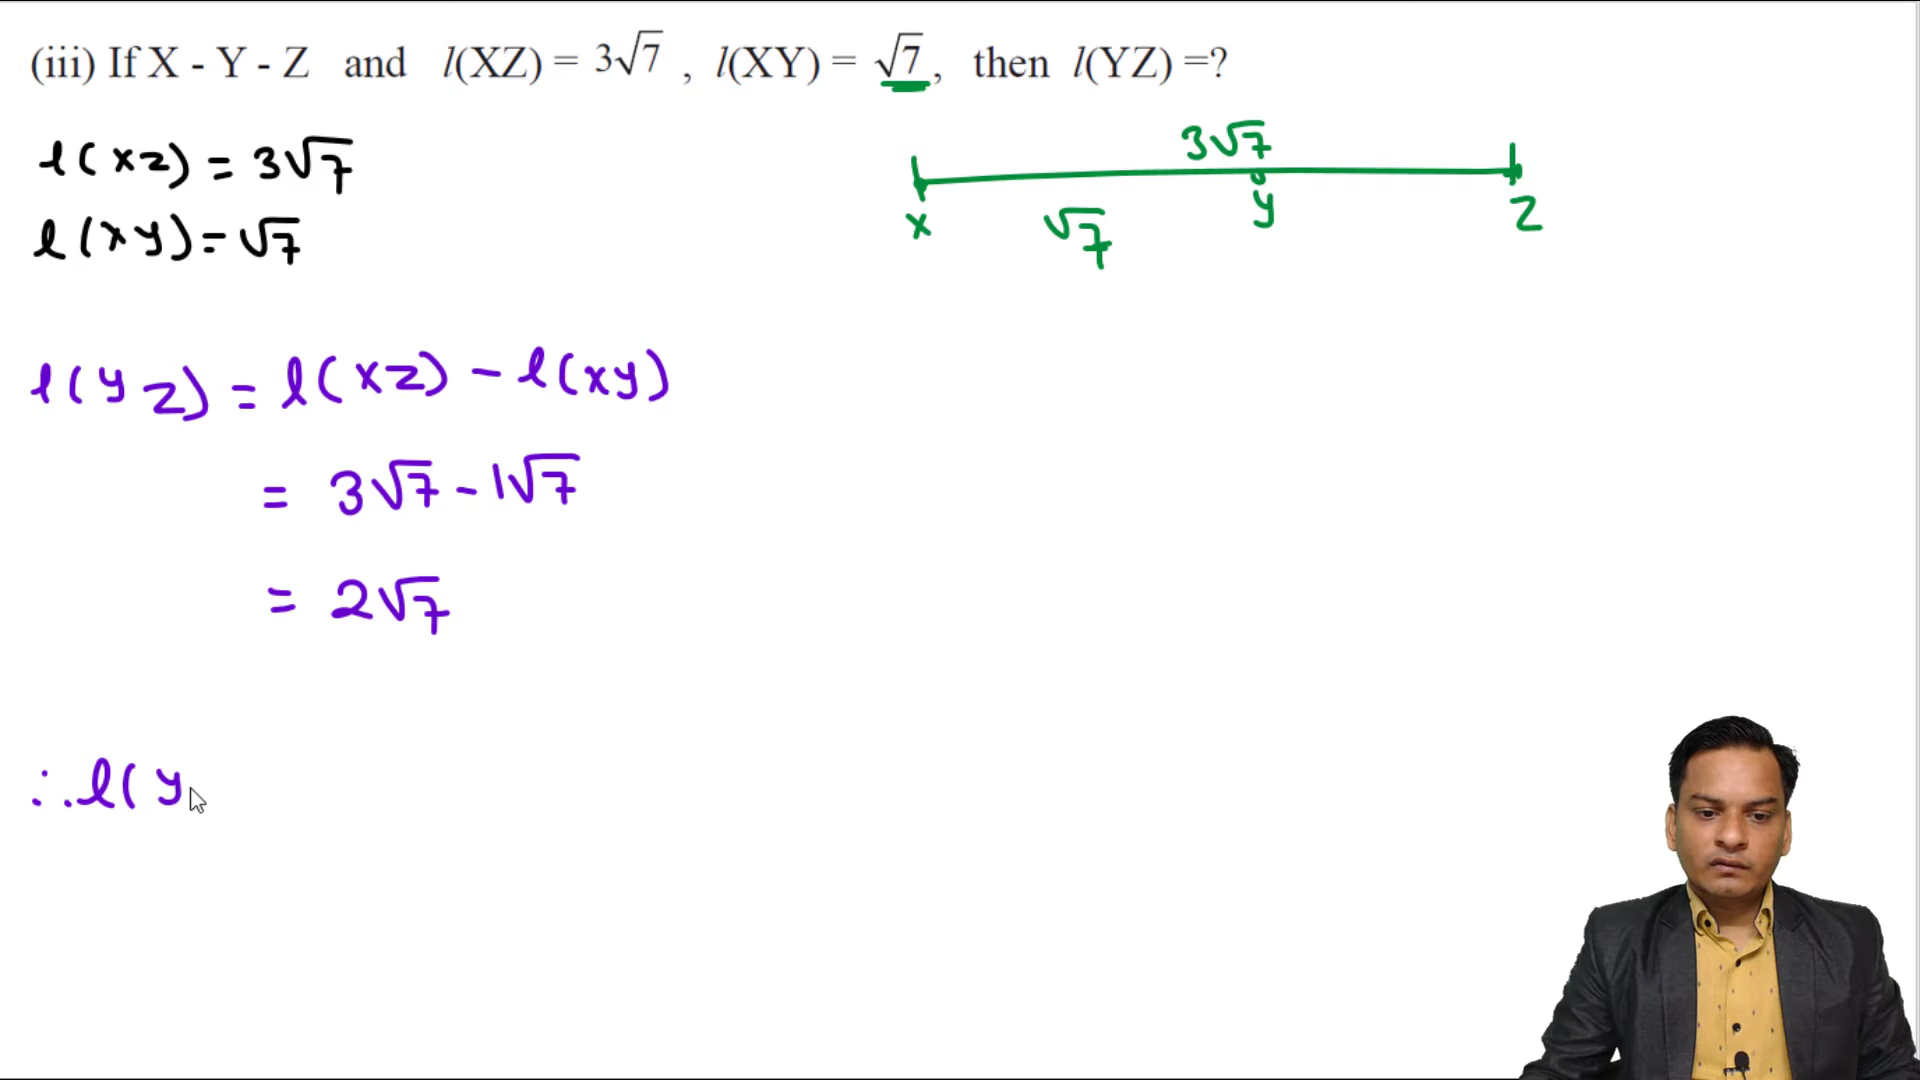 (iii) If X - Y - Z and l(XZ) = 3√7 , l(XY) = √7, then l(YZ) =?
l(xz) = 3√7
l(xy) = √7
3√7
x √7 y z
l(yz) = l(xz) - l(xy)
= 3√7 - 1√7
= 2√7
∴ l(y